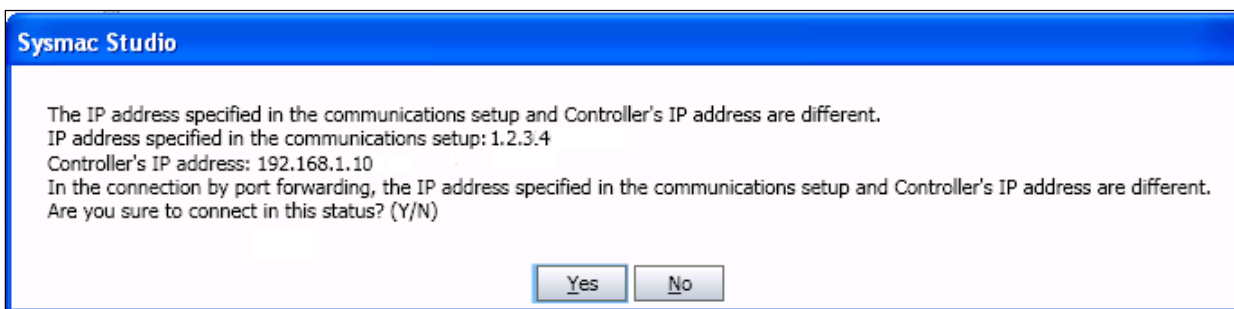 Sysmac Studio
The IP address specified in the communications setup and Controller's IP address are different.
IP address specified in the communications setup: 1.2.3.4
Controller's IP address: 192.168.1.10
In the connection by port forwarding, the IP address specified in the communications setup and Controller's IP address are different.
Are you sure to connect in this status? (Y/N)
Yes No